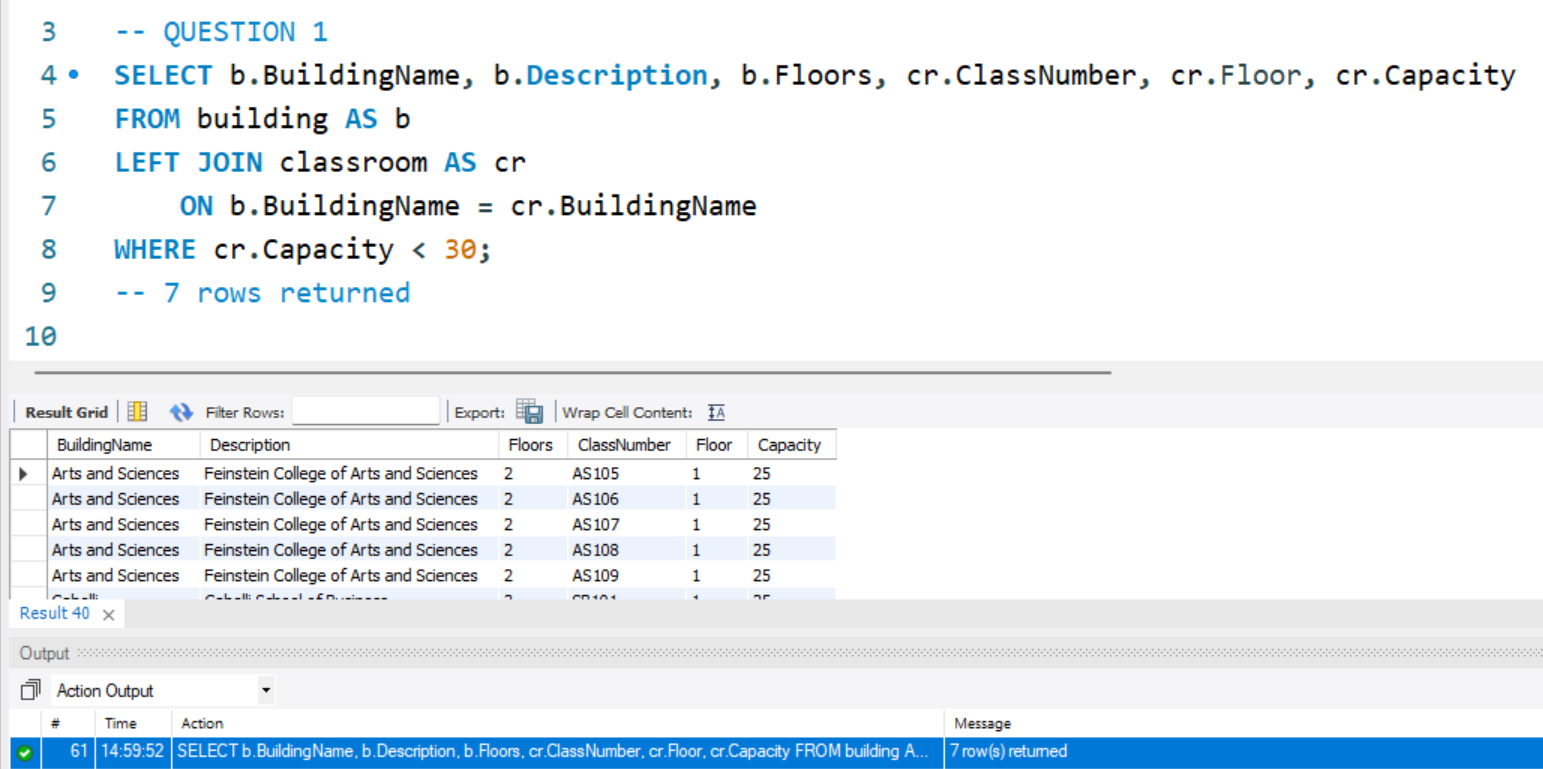 3 -- QUESTION 1
4 SELECT b.BuildingName, b.Description, b.Floors, cr.ClassNumber, cr.Floor, cr.Capacity
5 FROM building AS b
6 LEFT JOIN classroom AS cr
7 ON b.BuildingName = cr.BuildingName
8 WHERE cr.Capacity < 30;
9 -- 7 rows returned
10
Result Grid Filter Rows: Export: Wrap Cell Content: IA
BuildingName Description Floors ClassNumber Floor Capacity
Arts and Sciences Feinstein College of Arts and Sciences 2 AS105 1 25
Arts and Sciences Feinstein College of Arts and Sciences 2 AS106 1 25
Arts and Sciences Feinstein College of Arts and Sciences 2 AS107 1 25
Arts and Sciences Feinstein College of Arts and Sciences 2 AS108 1 25
Arts and Sciences Feinstein College of Arts and Sciences 2 AS109 1 25
Result 40
Output
Action Output
# Time Action Message
61 14:59:52 SELECT b.BuildingName, b.Description, b.Floors, cr.ClassNumber, cr.Floor, cr.Capacity FROM building A... 7 row(s) returned